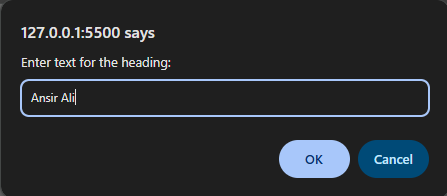 127.0.0.1:5500 says
Enter text for the heading:
Ansir Ali
OK Cancel